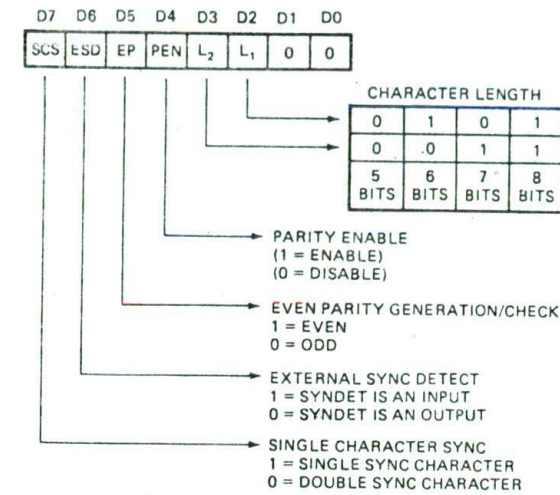 D7 D6 D5 D4 D3 D2 D1 D0
SCS ESD EP PEN L2 L1 0 0
CHARACTER LENGTH
0 1 0 1
0 .0 1 1
5 6 7 8
BITS BITS BITS BITS
PARITY ENABLE
(1 = ENABLE)
(0 = DISABLE)
EVEN PARITY GENERATION/CHECK
1 = EVEN
0 = ODD
EXTERNAL SYNC DETECT
1 = SYNDET IS AN INPUT
0 = SYNDET IS AN OUTPUT
SINGLE CHARACTER SYNC
1 = SINGLE SYNC CHARACTER
0 = DOUBLE SYNC CHARACTER